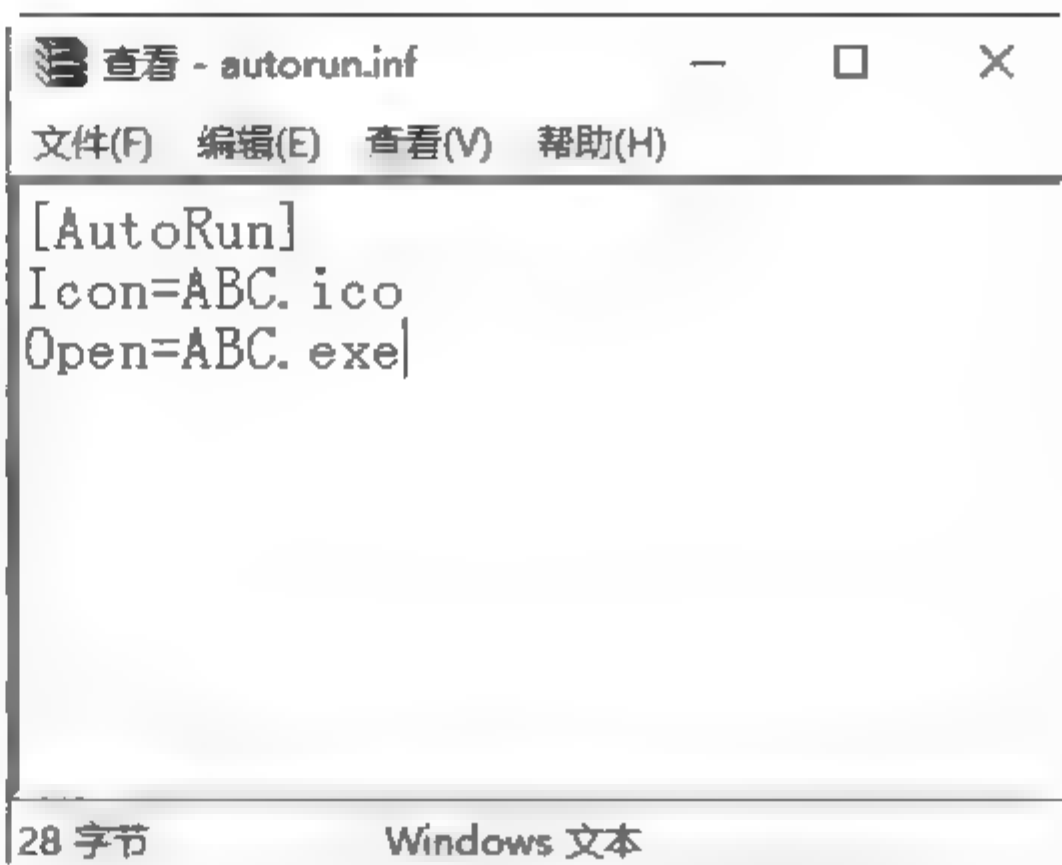 查看 - autorun.inf
文件(F) 编辑(E) 查看(V) 帮助(H)
[AutoRun]
Icon=ABC.ico
Open=ABC.exe
28 字节 Windows 文本